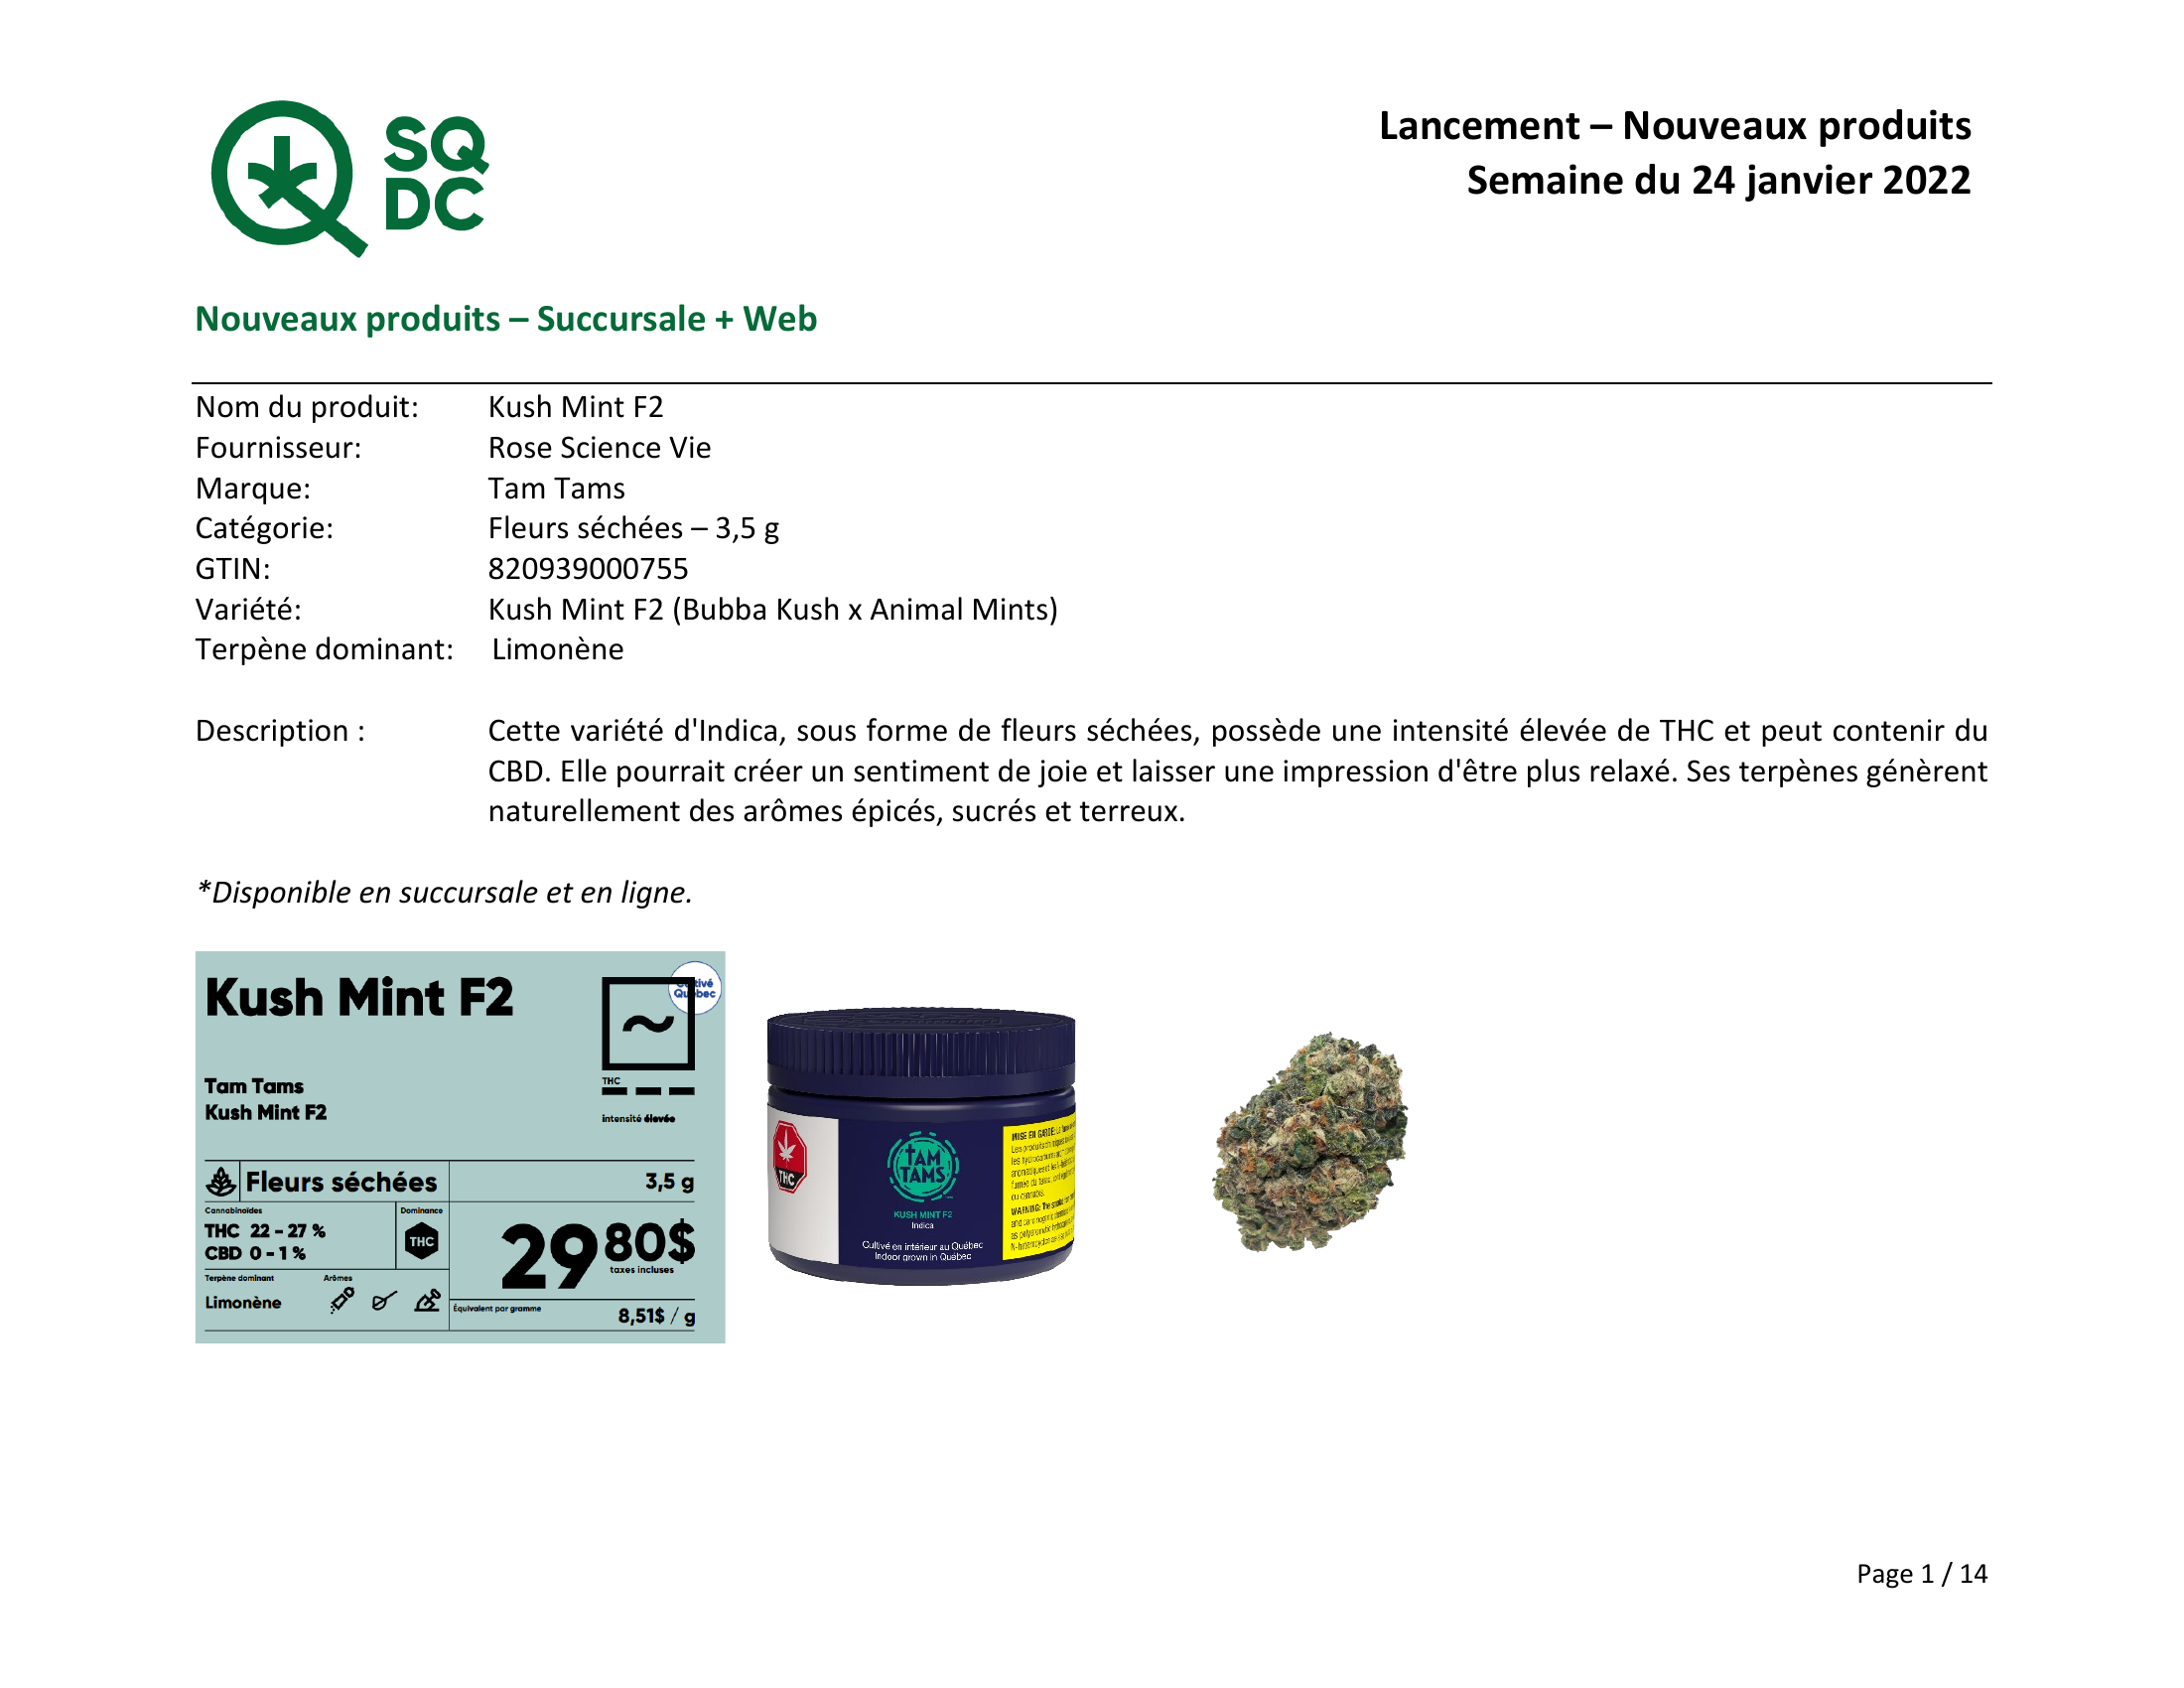 SQDC
Lancement – Nouveaux produits
Semaine du 24 janvier 2022
Nouveaux produits – Succursale + Web
Nom du produit: Kush Mint F2
Fournisseur: Rose Science Vie
Marque: Tam Tams
Catégorie: Fleurs séchées – 3,5 g
GTIN: 820939000755
Variété: Kush Mint F2 (Bubba Kush x Animal Mints)
Terpène dominant: Limonène
Description : Cette variété d'Indica, sous forme de fleurs séchées, possède une intensité élevée de THC et peut contenir du
CBD. Elle pourrait créer un sentiment de joie et laisser une impression d'être plus relaxé. Ses terpènes génèrent
naturellement des arômes épicés, sucrés et terreux.
*Disponible en succursale et en ligne.
Kush Mint F2
Québec
Tam Tams
Kush Mint F2
THC
intensité élevée
Fleurs séchées 3,5 g
Cannabinoïdes
THC 22 - 27 %
CBD 0 - 1 %
Dominance
THC
2980$
taxes incluses
Terpène dominant
Limonène
Arômes
Équivalent par gramme
8,51$ / g
THC
TAM
TAMS
KUSH MINT F2
Indica
Cultivé en intérieur au Québec
Indoor grown in Québec
MISE EN GARDE:
WARNING:
Page 1 / 14